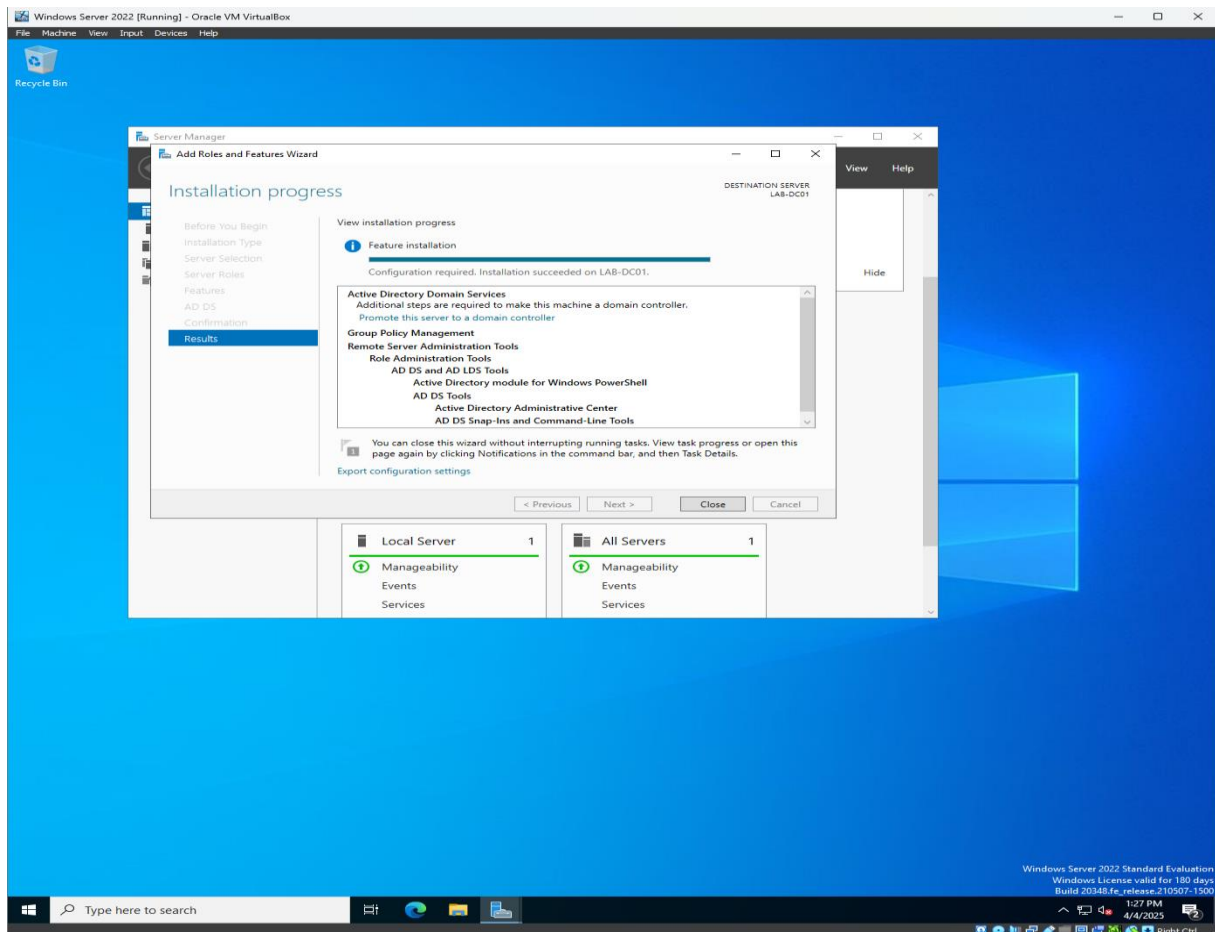 Windows Server 2022 [Running] - Oracle VM VirtualBox
File Machine View Input Devices Help
Recycle Bin
Server Manager
Add Roles and Features Wizard
View Help
Installation progress
DESTINATION SERVER
LAB-DC01
Before You Begin
Installation Type
Server Selection
Server Roles
Features
AD DS
Confirmation
Results
View installation progress
Feature installation
Configuration required. Installation succeeded on LAB-DC01.
Hide
Active Directory Domain Services
Additional steps are required to make this machine a domain controller.
Promote this server to a domain controller
Group Policy Management
Remote Server Administration Tools
Role Administration Tools
AD DS and AD LDS Tools
Active Directory module for Windows PowerShell
AD DS Tools
Active Directory Administrative Center
AD DS Snap-Ins and Command-Line Tools
1
You can close this wizard without interrupting running tasks. View task progress or open this
page again by clicking Notifications in the command bar, and then Task Details.
Export configuration settings
< Previous Next > Close Cancel
Local Server 1
Manageability
Events
Services
All Servers 1
Manageability
Events
Services
Windows Server 2022 Standard Evaluation
Windows License valid for 180 days
Build 20348.fe_release.210507-1500
Type here to search
1:27 PM
4/4/2025
2
Right Ctrl